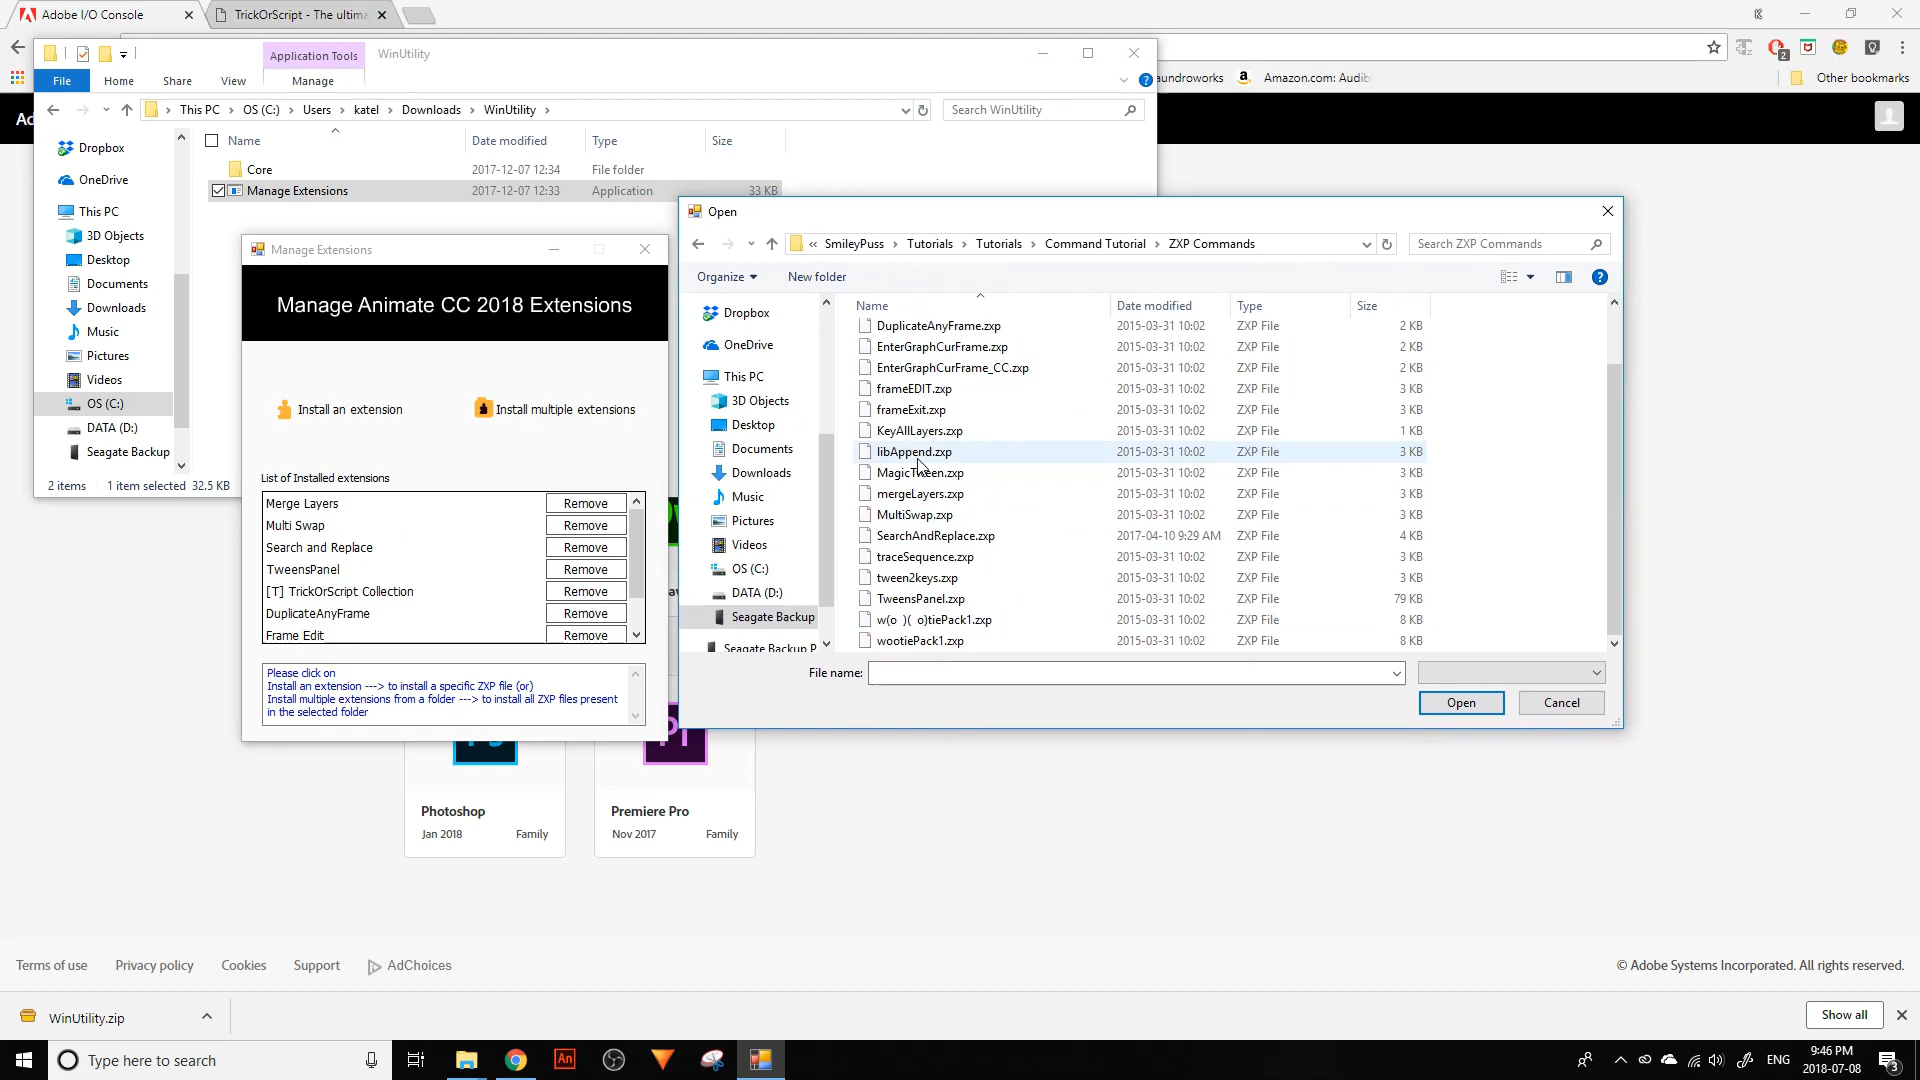 Adobe I/O Console
TrickOrScript - The ultima
Application Tools
WinUtility
File
Home
Share
View
Manage
This PC
OS (C:)
Users
katel
Downloads
WinUtility
Search WinUtility
aundroworks
Amazon.com: Audib
Other bookmarks
2
Name
Date modified
Type
Size
Core
2017-12-07 12:34
File folder
Manage Extensions
2017-12-07 12:33
Application
33 KB
Dropbox
OneDrive
This PC
3D Objects
Desktop
Documents
Downloads
Music
Pictures
Videos
OS (C:)
DATA (D:)
Seagate Backup
2 items
1 item selected 32.5 KB
Manage Extensions
Manage Animate CC 2018 Extensions
Install an extension
Install multiple extensions
List of Installed extensions
Merge Layers Remove
Multi Swap Remove
Search and Replace Remove
TweensPanel Remove
[T] TrickOrScript Collection Remove
DuplicateAnyFrame Remove
Frame Edit Remove
Please click on
Install an extension ---> to install a specific ZXP file (or)
Install multiple extensions from a folder ---> to install all ZXP files present
in the selected folder
Open
« SmileyPuss
Tutorials
Tutorials
Command Tutorial
ZXP Commands
Search ZXP Commands
Organize
New folder
Dropbox
OneDrive
This PC
3D Objects
Desktop
Documents
Downloads
Music
Pictures
Videos
OS (C:)
DATA (D:)
Seagate Backup
Seagate Backup P
Name Date modified Type Size
DuplicateAnyFrame.zxp 2015-03-31 10:02 ZXP File 2 KB
EnterGraphCurFrame.zxp 2015-03-31 10:02 ZXP File 2 KB
EnterGraphCurFrame_CC.zxp 2015-03-31 10:02 ZXP File 2 KB
frameEDIT.zxp 2015-03-31 10:02 ZXP File 3 KB
frameExit.zxp 2015-03-31 10:02 ZXP File 3 KB
KeyAllLayers.zxp 2015-03-31 10:02 ZXP File 1 KB
libAppend.zxp 2015-03-31 10:02 ZXP File 3 KB
MagicTween.zxp 2015-03-31 10:02 ZXP File 3 KB
mergeLayers.zxp 2015-03-31 10:02 ZXP File 3 KB
MultiSwap.zxp 2015-03-31 10:02 ZXP File 3 KB
SearchAndReplace.zxp 2017-04-10 9:29 AM ZXP File 4 KB
traceSequence.zxp 2015-03-31 10:02 ZXP File 3 KB
tween2keys.zxp 2015-03-31 10:02 ZXP File 3 KB
TweensPanel.zxp 2015-03-31 10:02 ZXP File 79 KB
w(o )( o)tiePack1.zxp 2015-03-31 10:02 ZXP File 8 KB
wootiePack1.zxp 2015-03-31 10:02 ZXP File 8 KB
File name:
Open
Cancel
Photoshop
Jan 2018 Family
Premiere Pro
Nov 2017 Family
Terms of use
Privacy policy
Cookies
Support
AdChoices
© Adobe Systems Incorporated. All rights reserved.
WinUtility.zip
Show all
Type here to search
An
ENG
9:46 PM
2018-07-08
3